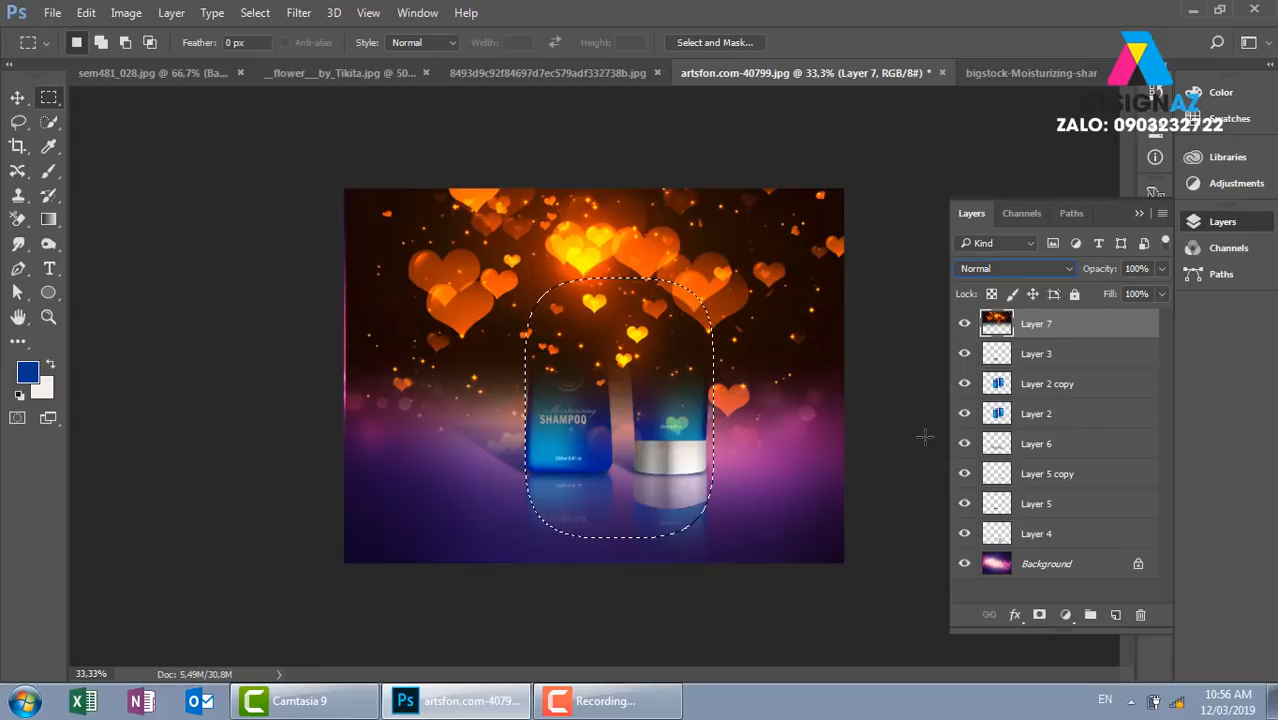 Ps File Edit Image Layer Type Select Filter 3D View Window Help
Feather: 0 px Anti-alias Style: Normal Width: Height: Select and Mask...
sem481_028.jpg @ 66,7% (Ba... × __flower__by_Tikita.jpg @ 50... × 8493d9c92f84697d7ec579adf332738b.jpg × artsfon.com-40799.jpg @ 33,3% (Layer 7, RGB/8#) * × bigstock-Moisturizing-shar
DESIGNAZ
ZALO: 0903232722
Color
Swatches
Libraries
Adjustments
Layers
Channels
Paths
Layers Channels Paths
Kind
Normal Opacity: 100%
Lock: Fill: 100%
Layer 7
Layer 3
Layer 2 copy
Layer 2
Layer 6
Layer 5 copy
Layer 5
Layer 4
Background
Moisturizing
SHAMPOO
33,33% Doc: 5,49M/30,8M
Camtasia 9 artsfon.com-4079... Recording...
EN
10:56 AM
12/03/2019